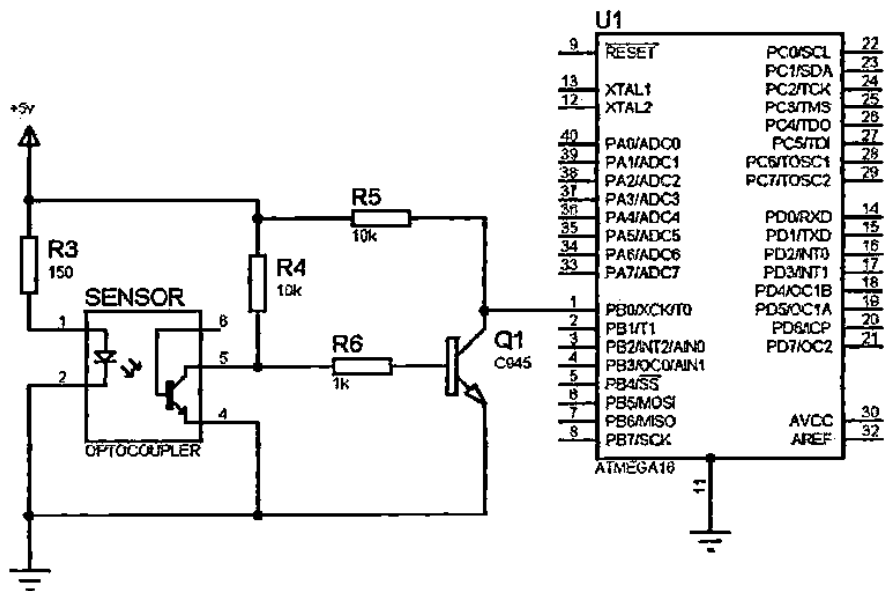 U1
+5v
R3
150
SENSOR
1
2
6
5
4
OPTOCOUPLER
R4
10k
R5
10k
R6
1k
Q1
C945
9 RESET
13 XTAL1
12 XTAL2
40 PA0/ADC0
39 PA1/ADC1
38 PA2/ADC2
37 PA3/ADC3
36 PA4/ADC4
35 PA5/ADC5
34 PA6/ADC6
33 PA7/ADC7
1 PB0/XCK/T0
2 PB1/T1
3 PB2/INT2/AIN0
4 PB3/OC0/AIN1
5 PB4/SS
6 PB5/MOSI
7 PB6/MISO
8 PB7/SCK
PC0/SCL 22
PC1/SDA 23
PC2/TCK 24
PC3/TMS 25
PC4/TDO 26
PC5/TDI 27
PC6/TOSC1 28
PC7/TOSC2 29
PD0/RXD 14
PD1/TXD 15
PD2/INT0 16
PD3/INT1 17
PD4/OC1B 18
PD5/OC1A 19
PD6/ICP 20
PD7/OC2 21
AVCC 30
AREF 32
ATMEGA16
11